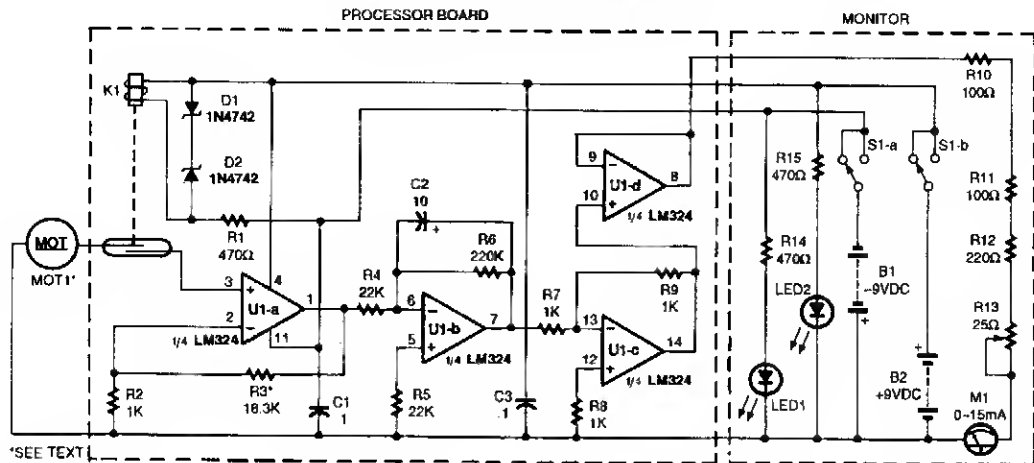 PROCESSOR BOARD
MONITOR
K1
D1
1N4742
D2
1N4742
R1
470Ω
MOT
MOT1*
3
+
2
−
4
1
11
U1-a
1/4 LM324
R2
1K
R3*
18.3K
C1
.1
R4
22K
C2
10
+
R6
220K
6
−
5
+
7
U1-b
1/4 LM324
R5
22K
C3
.1
R7
1K
9
−
10
+
8
U1-d
1/4 LM324
R9
1K
13
−
12
+
14
U1-c
1/4 LM324
R8
1K
R10
100Ω
S1-a
S1-b
R15
470Ω
R11
100Ω
R14
470Ω
R12
220Ω
LED2
B1
−9VDC
+
R13
25Ω
LED1
+
B2
+9VDC
M1
0–15mA
*SEE TEXT